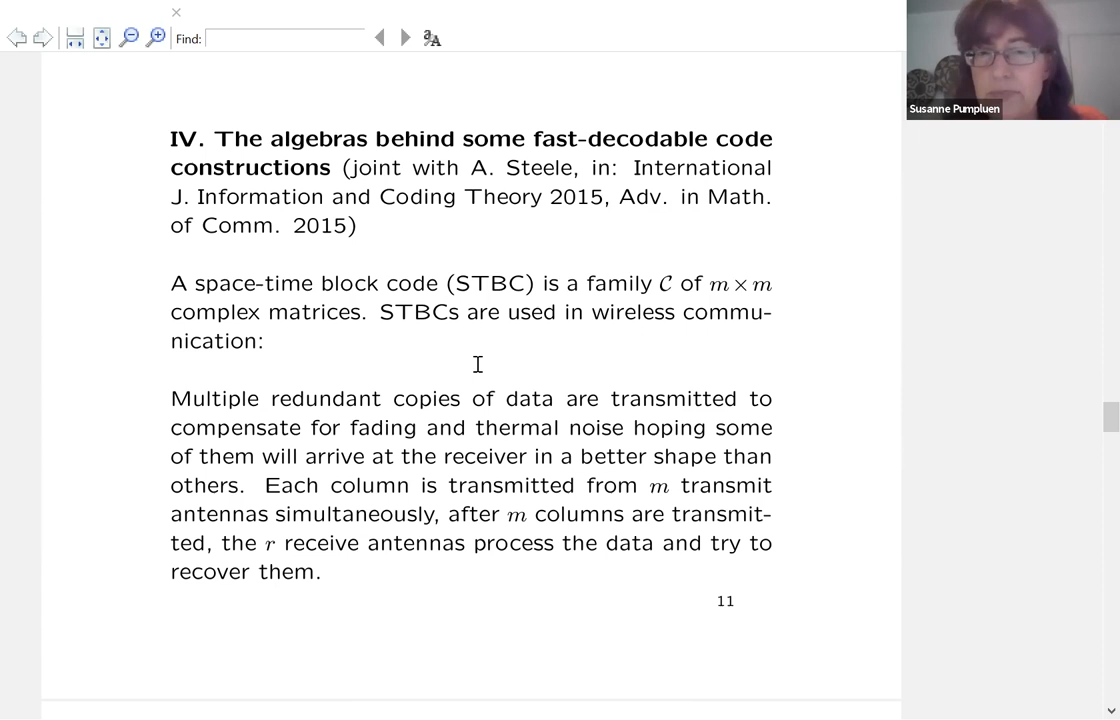 Find:
Susanne Pumpluen
IV. The algebras behind some fast-decodable code
constructions (joint with A. Steele, in: International
J. Information and Coding Theory 2015, Adv. in Math.
of Comm. 2015)
A space-time block code (STBC) is a family 𝒞 of m × m
complex matrices. STBCs are used in wireless commu-
nication:
Multiple redundant copies of data are transmitted to
compensate for fading and thermal noise hoping some
of them will arrive at the receiver in a better shape than
others. Each column is transmitted from m transmit
antennas simultaneously, after m columns are transmit-
ted, the r receive antennas process the data and try to
recover them.
11